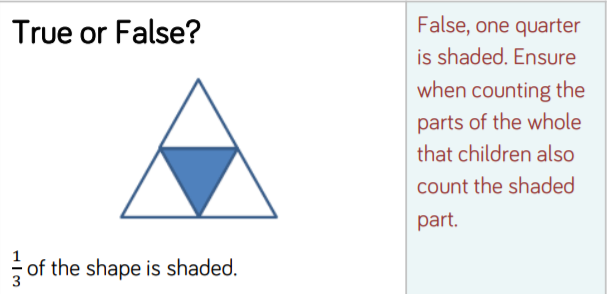 True or False?
1/3 of the shape is shaded.
False, one quarter
is shaded. Ensure
when counting the
parts of the whole
that children also
count the shaded
part.